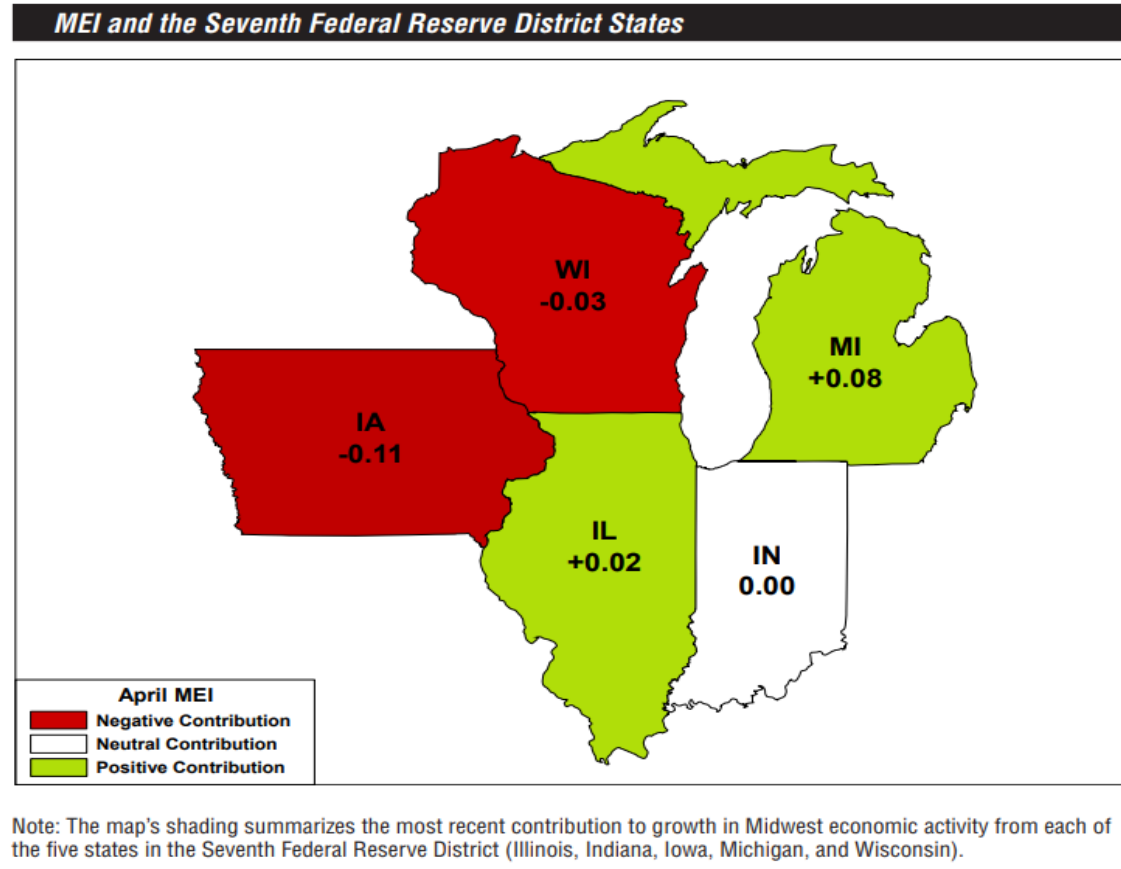 MEI and the Seventh Federal Reserve District States
WI
-0.03
MI
+0.08
IA
-0.11
IL
+0.02
IN
0.00
April MEI
Negative Contribution
Neutral Contribution
Positive Contribution
Note: The map's shading summarizes the most recent contribution to growth in Midwest economic activity from each of
the five states in the Seventh Federal Reserve District (Illinois, Indiana, Iowa, Michigan, and Wisconsin).